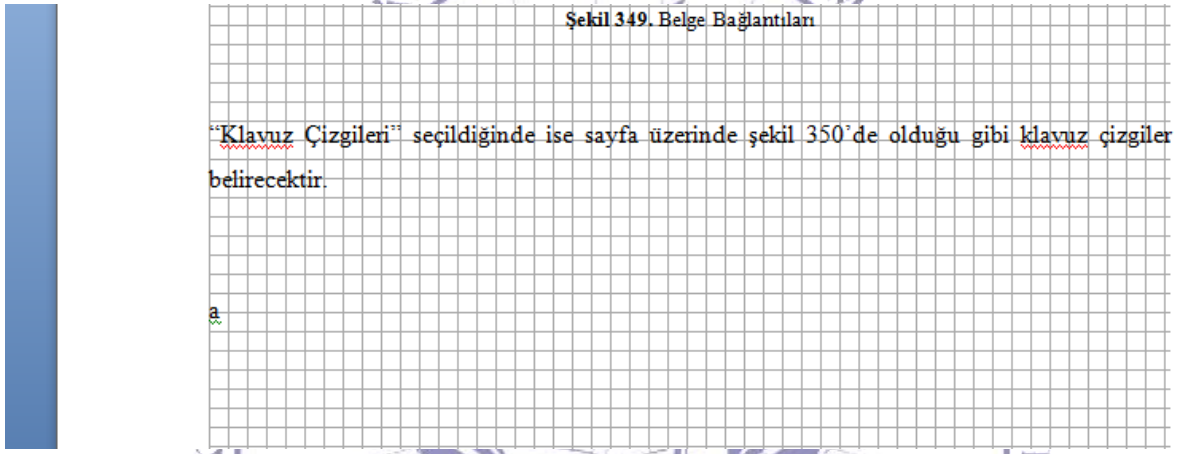 Şekil 349. Belge Bağlantıları
“Klavuz Çizgileri” seçildiğinde ise sayfa üzerinde şekil 350’de olduğu gibi klavuz çizgiler
belirecektir.
a